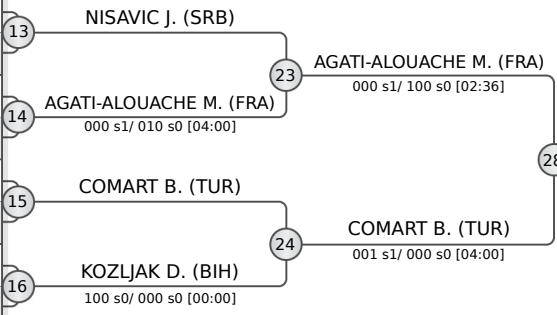 13
NISAVIC J. (SRB)
23
AGATI-ALOUACHE M. (FRA)
000 s1/ 100 s0 [02:36]
14
AGATI-ALOUACHE M. (FRA)
000 s1/ 010 s0 [04:00]
28
15
COMART B. (TUR)
24
COMART B. (TUR)
001 s1/ 000 s0 [04:00]
16
KOZLJAK D. (BIH)
100 s0/ 000 s0 [00:00]